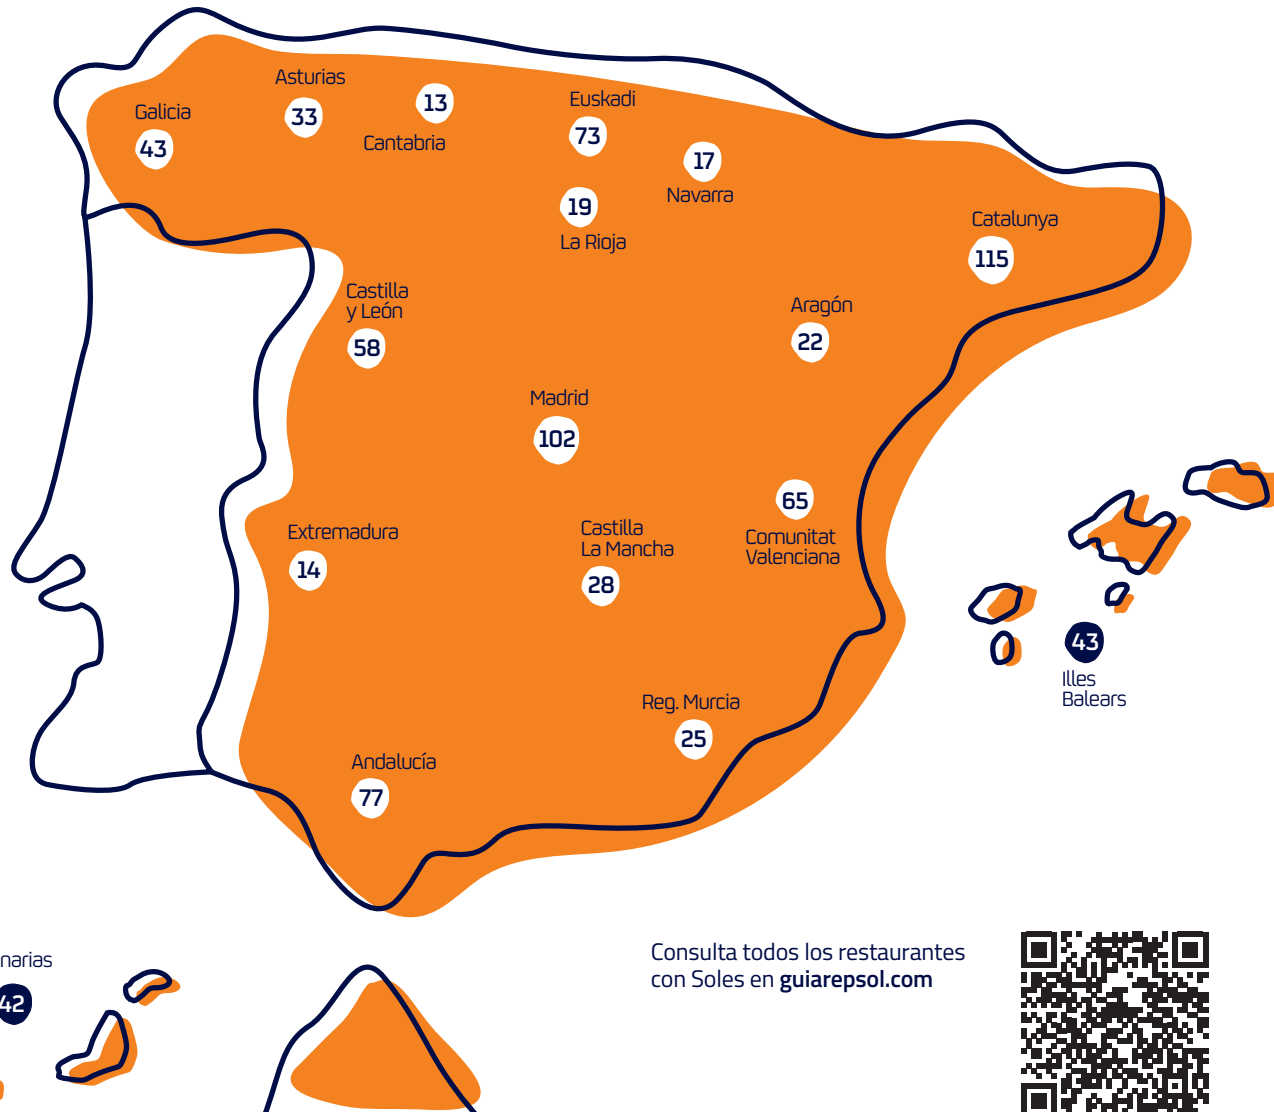 Asturias
33
13
Cantabria
Euskadi
73
Galicia
43
17
Navarra
19
La Rioja
Catalunya
115
Castilla
y León
58
Aragón
22
Madrid
102
65
Comunitat
Valenciana
Extremadura
14
Castilla
La Mancha
28
43
Illes
Balears
Reg. Murcia
25
Andalucía
77
narias
42
Consulta todos los restaurantes
con Soles en guiarepsol.com